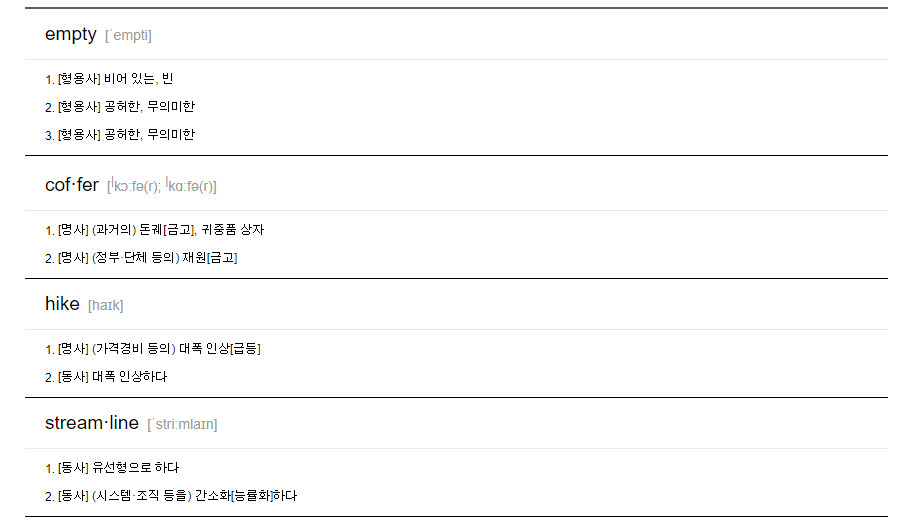 empty [ˈempti]
1. [형용사] 비어 있는, 빈
2. [형용사] 공허한, 무의미한
3. [형용사] 공허한, 무의미한
cof·fer [|kɔːfə(r); |kɑːfə(r)]
1. [명사] (과거의) 돈궤[금고], 귀중품 상자
2. [명사] (정부·단체 등의) 재원[금고]
hike [haɪk]
1. [명사] (가격경비 등의) 대폭 인상[급등]
2. [동사] 대폭 인상하다
stream·line [ˈstriːmlaɪn]
1. [동사] 유선형으로 하다
2. [동사] (시스템·조직 등을) 간소화[능률화]하다